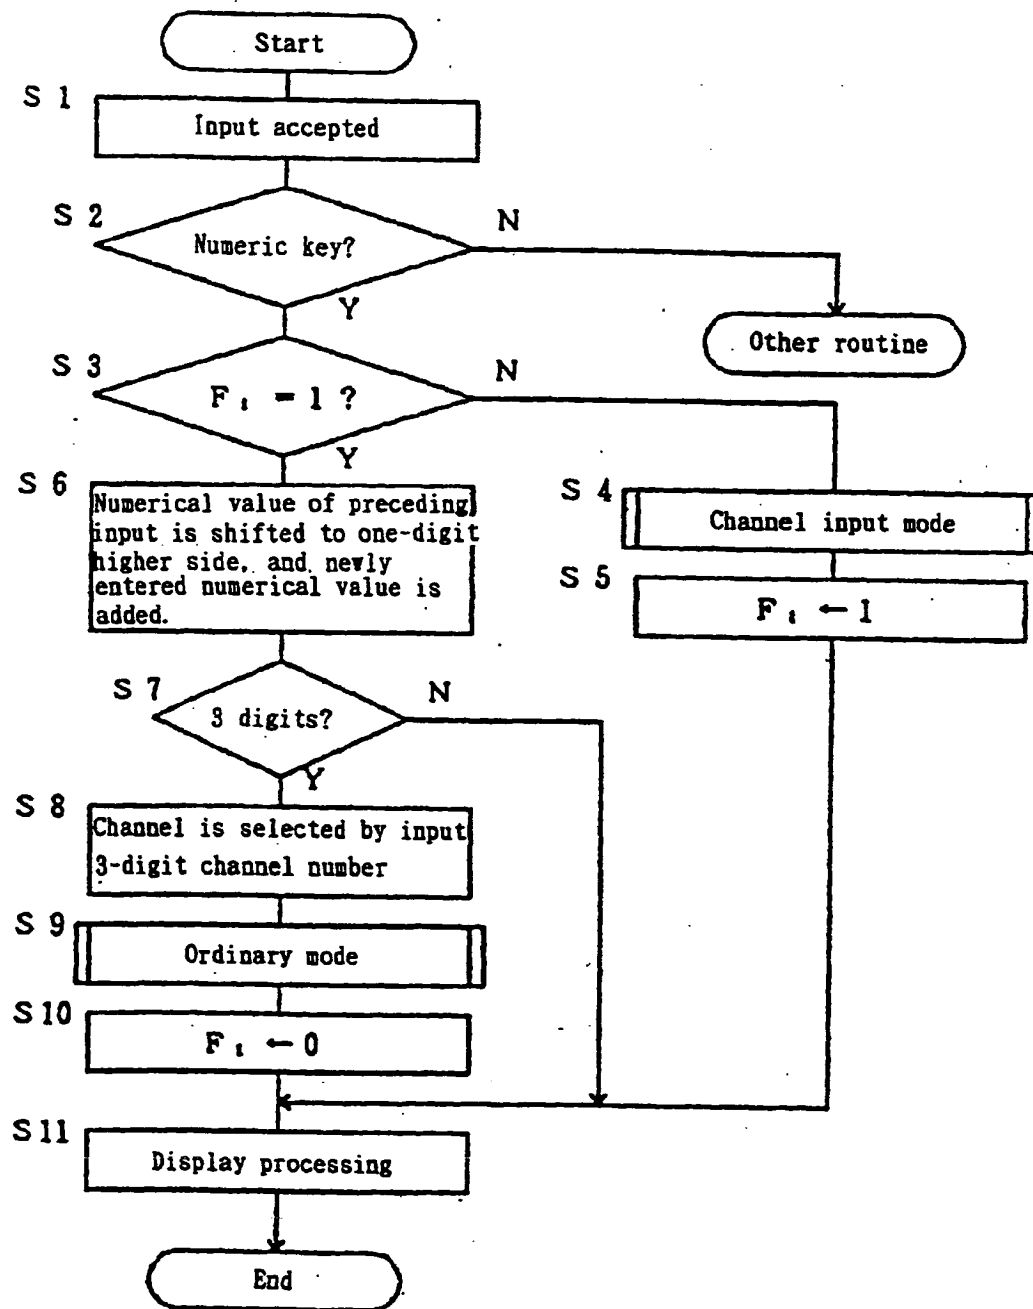 Start
S 1
Input accepted
S 2
Numeric key?
N
Y
Other routine
S 3
F₁ = 1 ?
N
Y
S 6
Numerical value of preceding
input is shifted to one-digit
higher side, and newly
entered numerical value is
added.
S 4
Channel input mode
S 5
F₁ ← 1
S 7
3 digits?
N
Y
S 8
Channel is selected by input
3-digit channel number
S 9
Ordinary mode
S 10
F₁ ← 0
S 11
Display processing
End